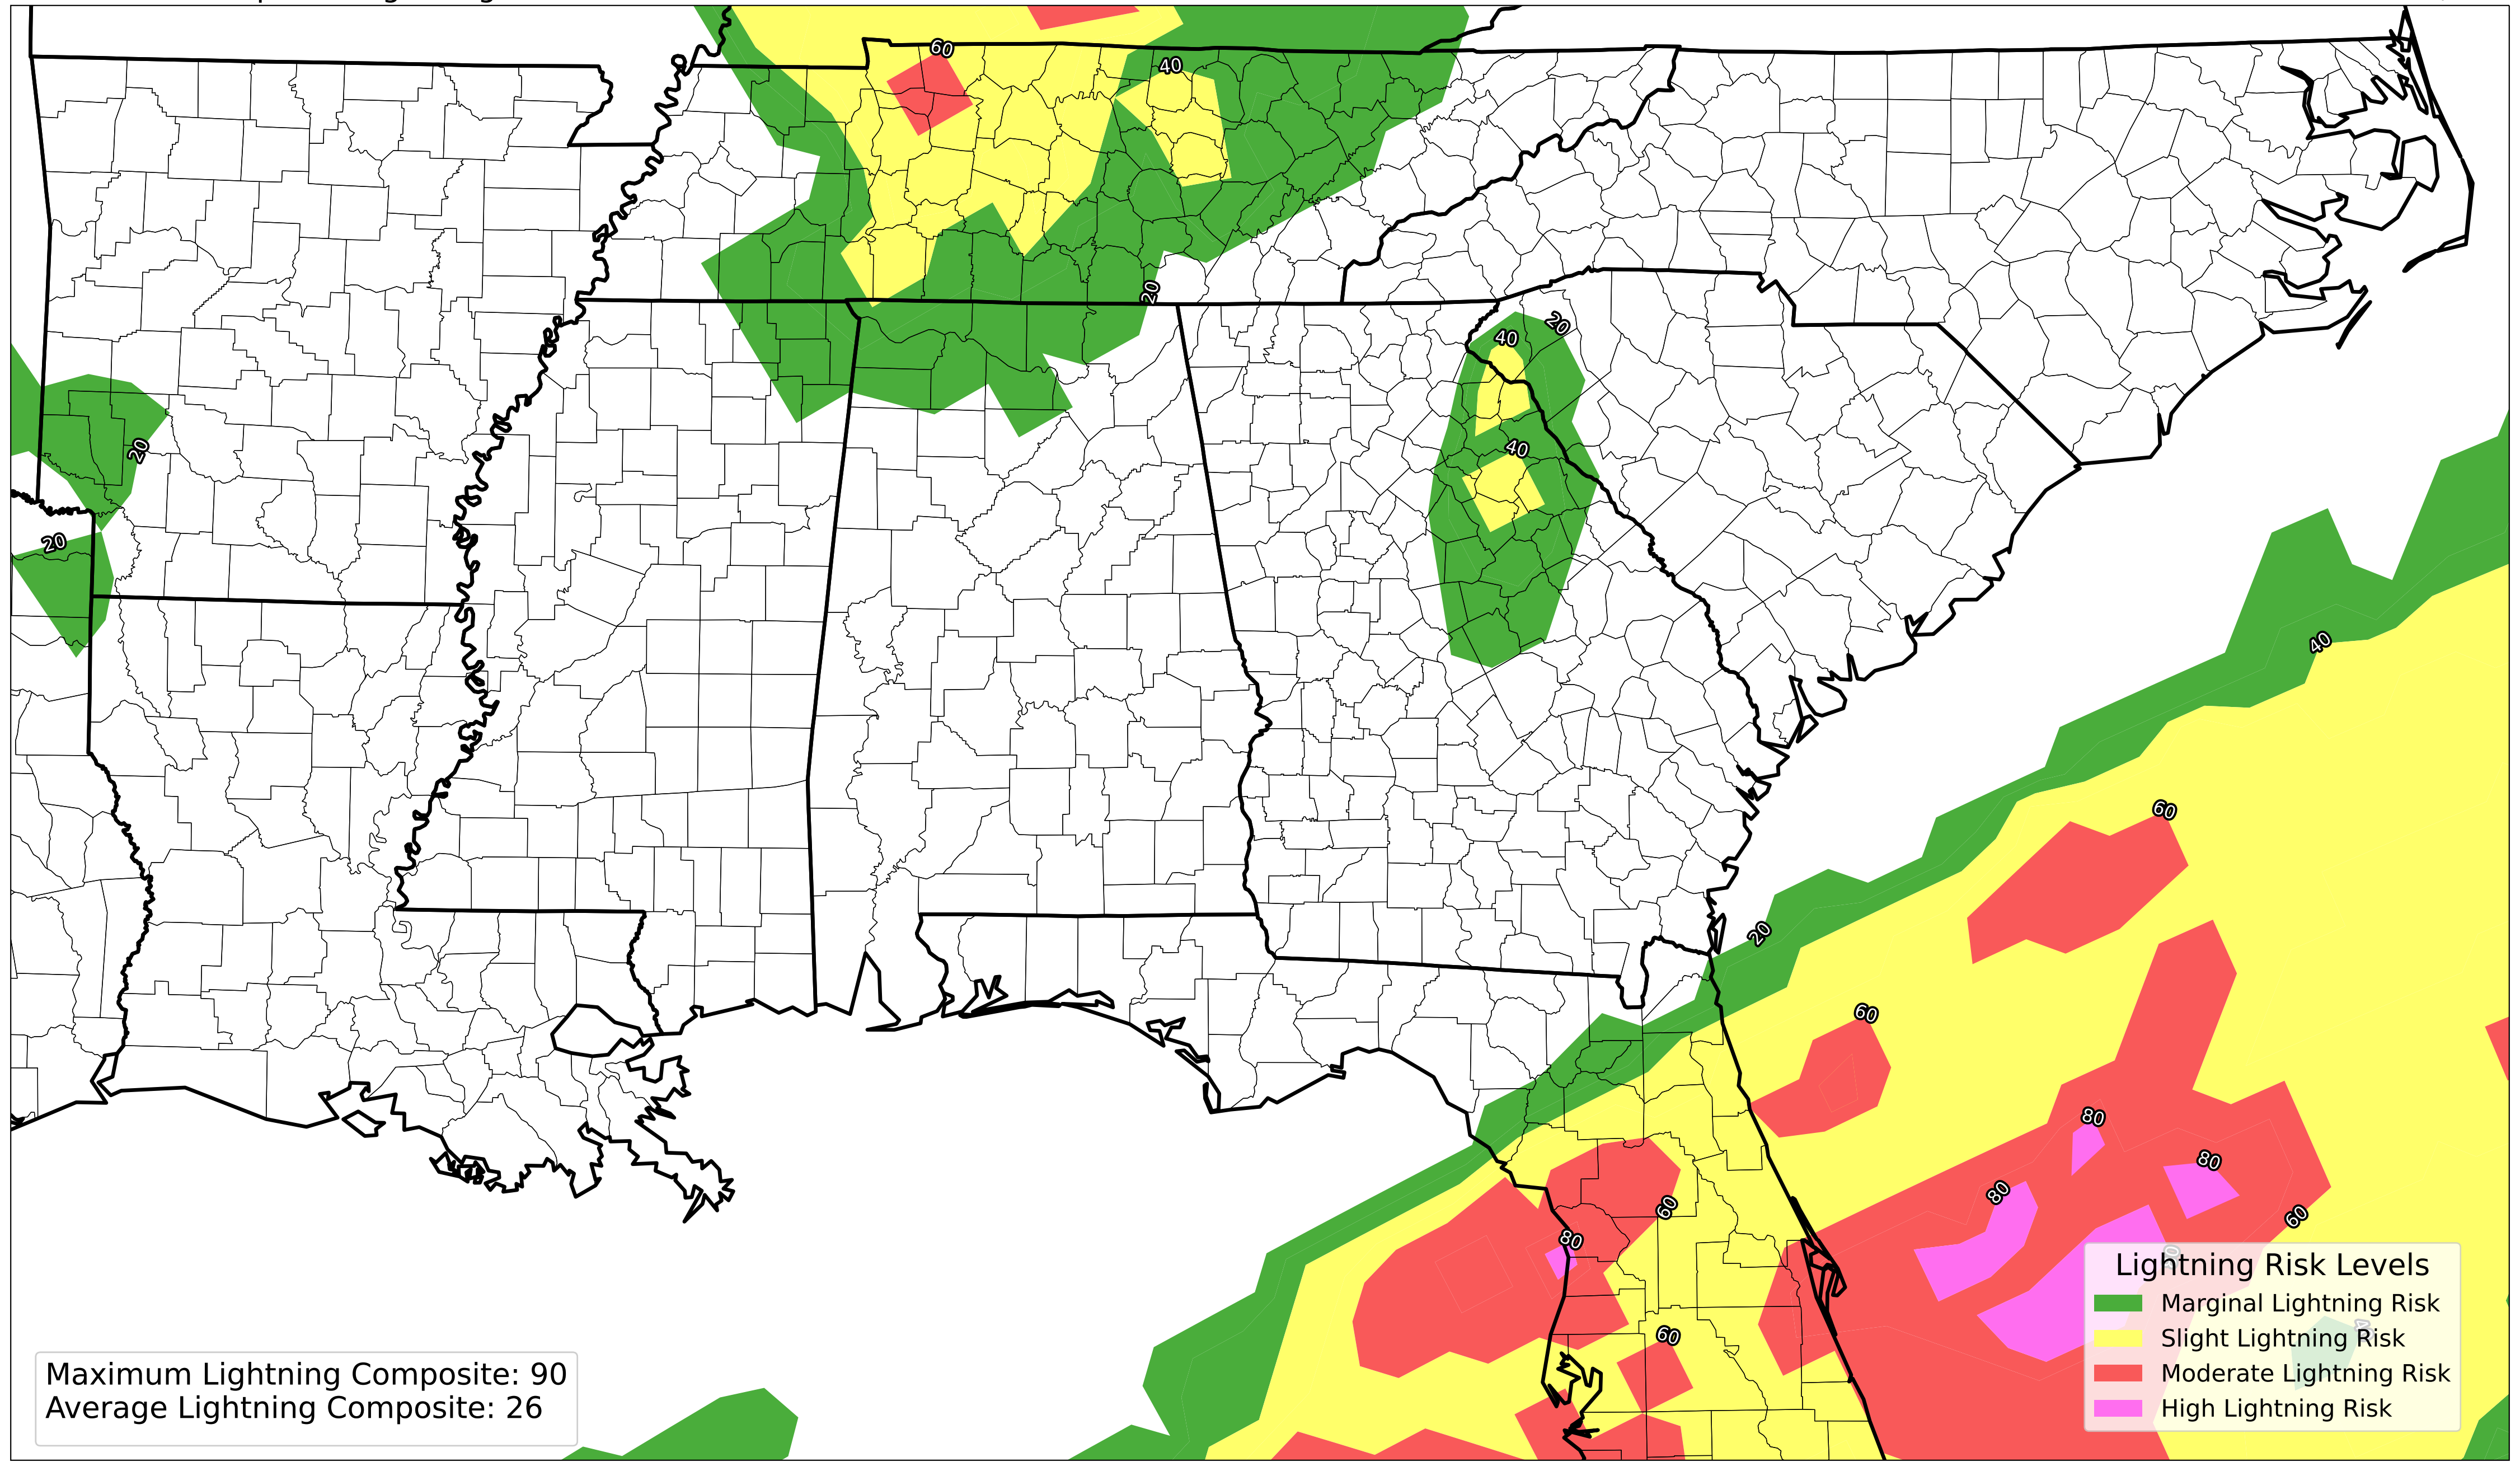 60
40
20
20
40
40
20
20
40
60
20
60
80
80
80
60
60
80
60
Lightning Risk Levels
Marginal Lightning Risk
Slight Lightning Risk
Moderate Lightning Risk
High Lightning Risk
Maximum Lightning Composite: 90
Average Lightning Composite: 26